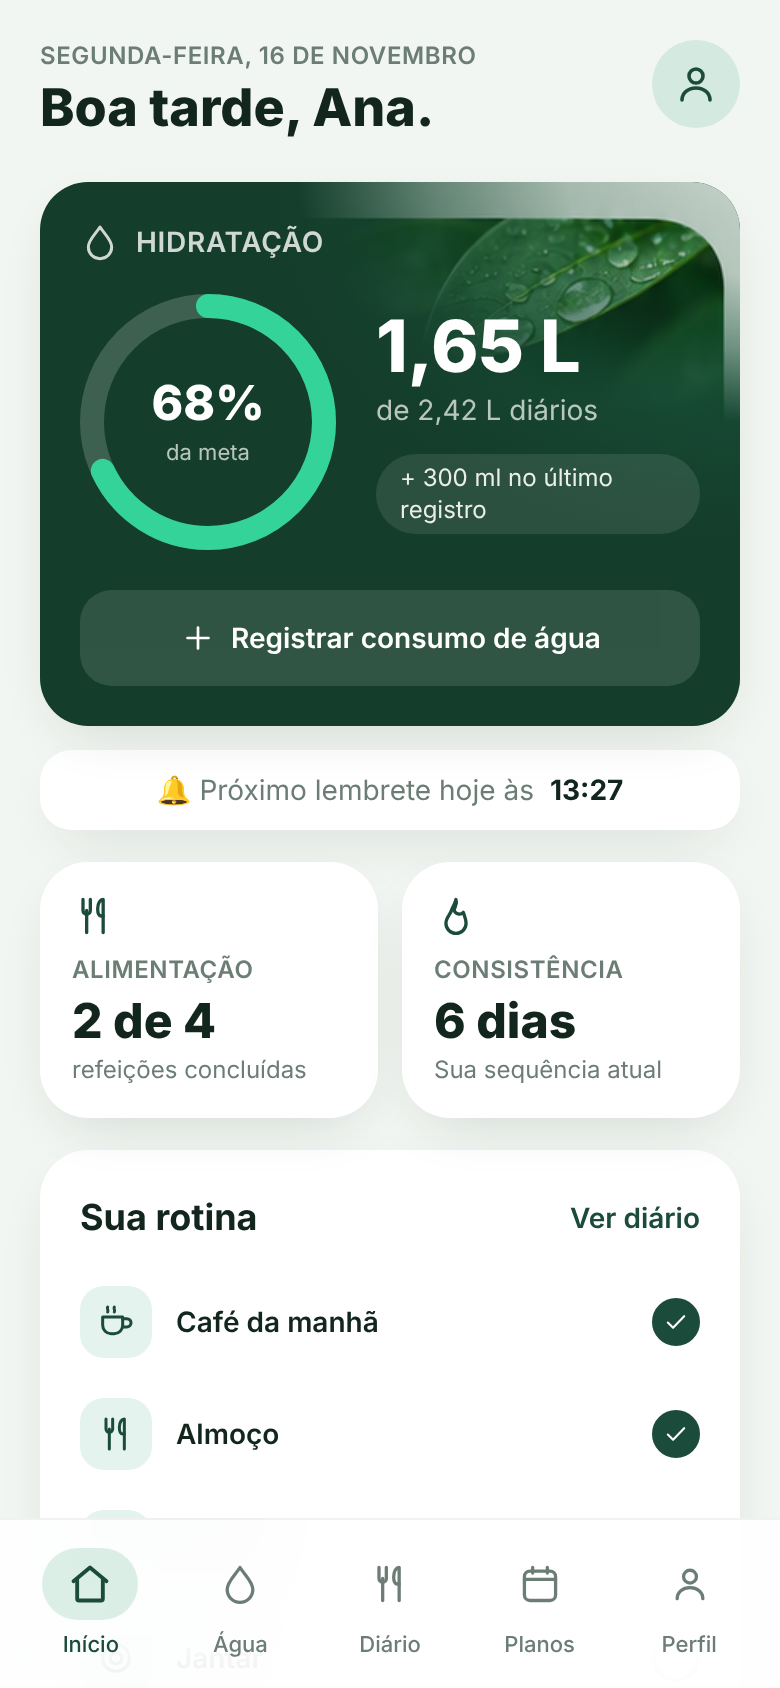 SEGUNDA-FEIRA, 16 DE NOVEMBRO
Boa tarde, Ana.
HIDRATAÇÃO
68%
da meta
1,65 L
de 2,42 L diários
+ 300 ml no último
registro
Registrar consumo de água
🔔 Próximo lembrete hoje às 13:27
ALIMENTAÇÃO
2 de 4
refeições concluídas
CONSISTÊNCIA
6 dias
Sua sequência atual
Sua rotina
Ver diário
Café da manhã
Almoço
Jantar
Início
Água
Diário
Planos
Perfil